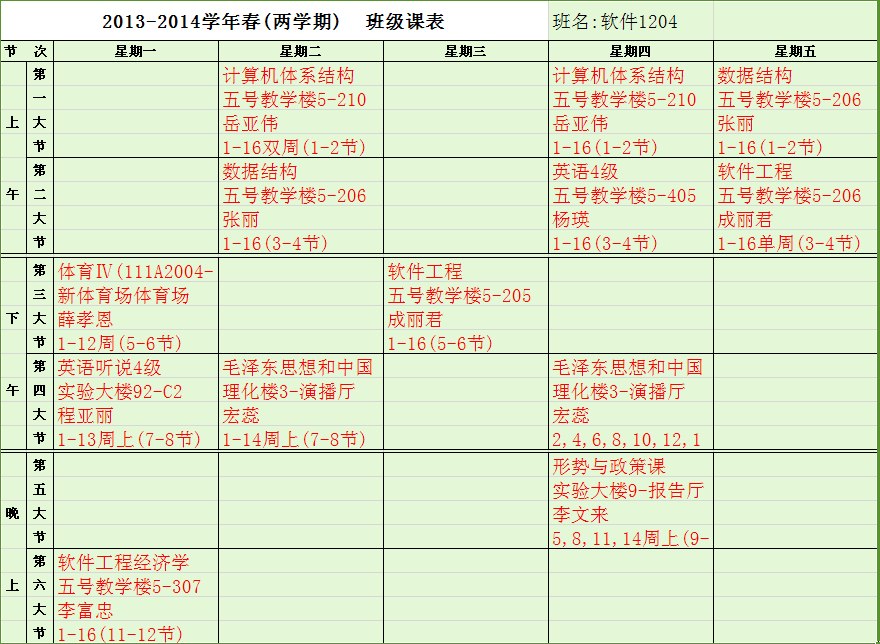 2013-2014学年春(两学期) 班级课表 班名:软件1204
节 次 星期一 星期二 星期三 星期四 星期五
上午
第一大节
计算机体系结构
五号教学楼5-210
岳亚伟
1-16双周(1-2节)
计算机体系结构
五号教学楼5-210
岳亚伟
1-16(1-2节)
数据结构
五号教学楼5-206
张丽
1-16(1-2节)
第二大节
数据结构
五号教学楼5-206
张丽
1-16(3-4节)
英语4级
五号教学楼5-405
杨瑛
1-16(3-4节)
软件工程
五号教学楼5-206
成丽君
1-16单周(3-4节)
下午
第三大节
体育Ⅳ(111A2004-
新体育场体育场
薛孝恩
1-12周(5-6节)
软件工程
五号教学楼5-205
成丽君
1-16(5-6节)
第四大节
英语听说4级
实验大楼92-C2
程亚丽
1-13周上(7-8节)
毛泽东思想和中国
理化楼3-演播厅
宏蕊
1-14周上(7-8节)
毛泽东思想和中国
理化楼3-演播厅
宏蕊
2,4,6,8,10,12,1
晚上
第五大节
形势与政策课
实验大楼9-报告厅
李文来
5,8,11,14周上(9-
第六大节
软件工程经济学
五号教学楼5-307
李富忠
1-16(11-12节)